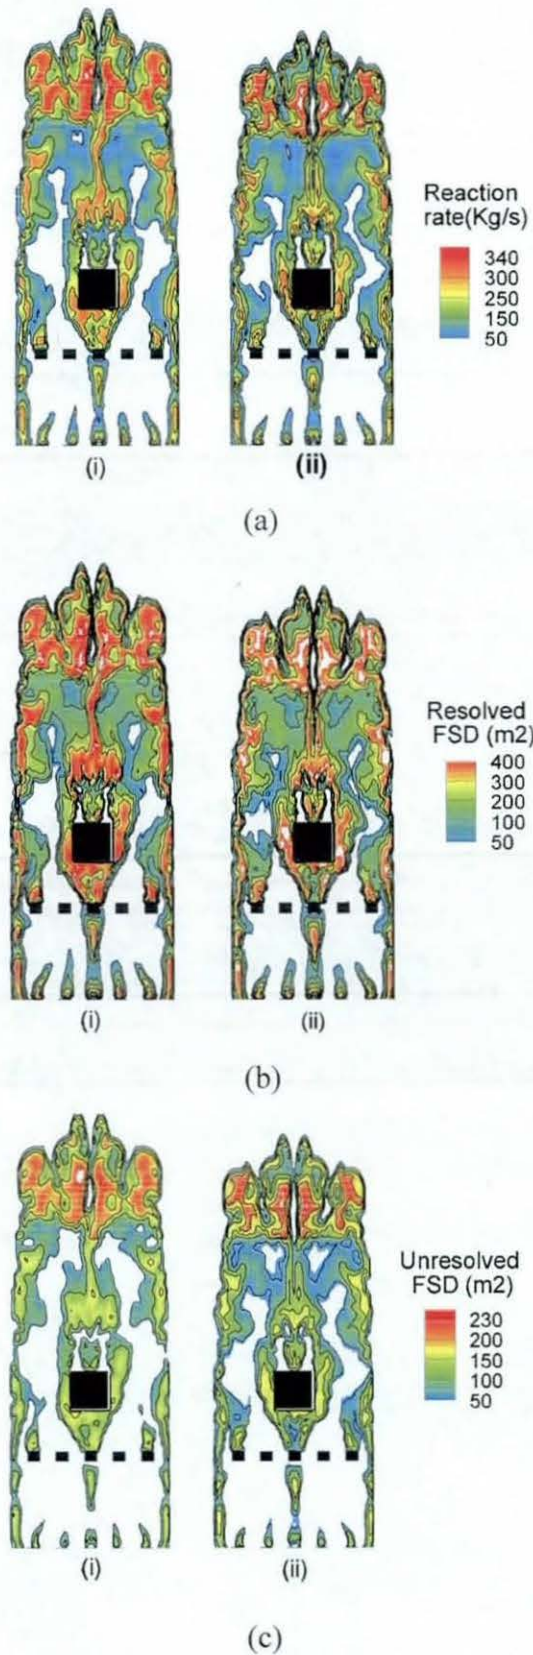 Reaction
rate(Kg/s)
340
300
250
150
50
(i)
(ii)
(a)
Resolved
FSD (m2)
400
300
200
100
50
(i)
(ii)
(b)
Unresolved
FSD (m2)
230
200
150
100
50
(i)
(ii)
(c)